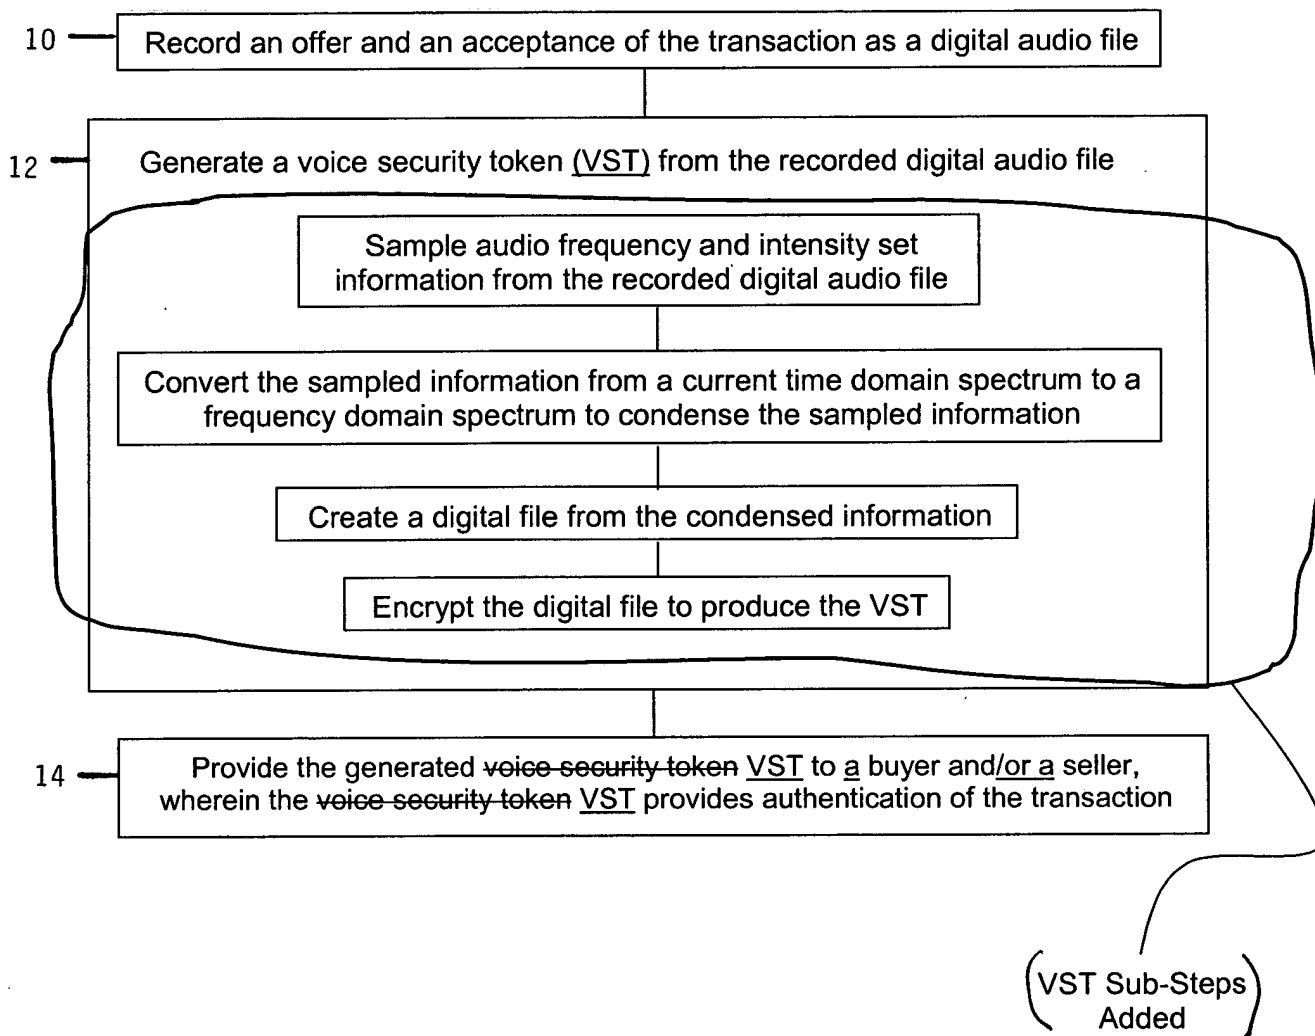 10 Record an offer and an acceptance of the transaction as a digital audio file
12 Generate a voice security token (VST) from the recorded digital audio file
Sample audio frequency and intensity set
information from the recorded digital audio file
Convert the sampled information from a current time domain spectrum to a
frequency domain spectrum to condense the sampled information
Create a digital file from the condensed information
Encrypt the digital file to produce the VST
14 Provide the generated voice security token VST to a buyer and/or a seller,
wherein the voice security token VST provides authentication of the transaction
(VST Sub-Steps
Added)